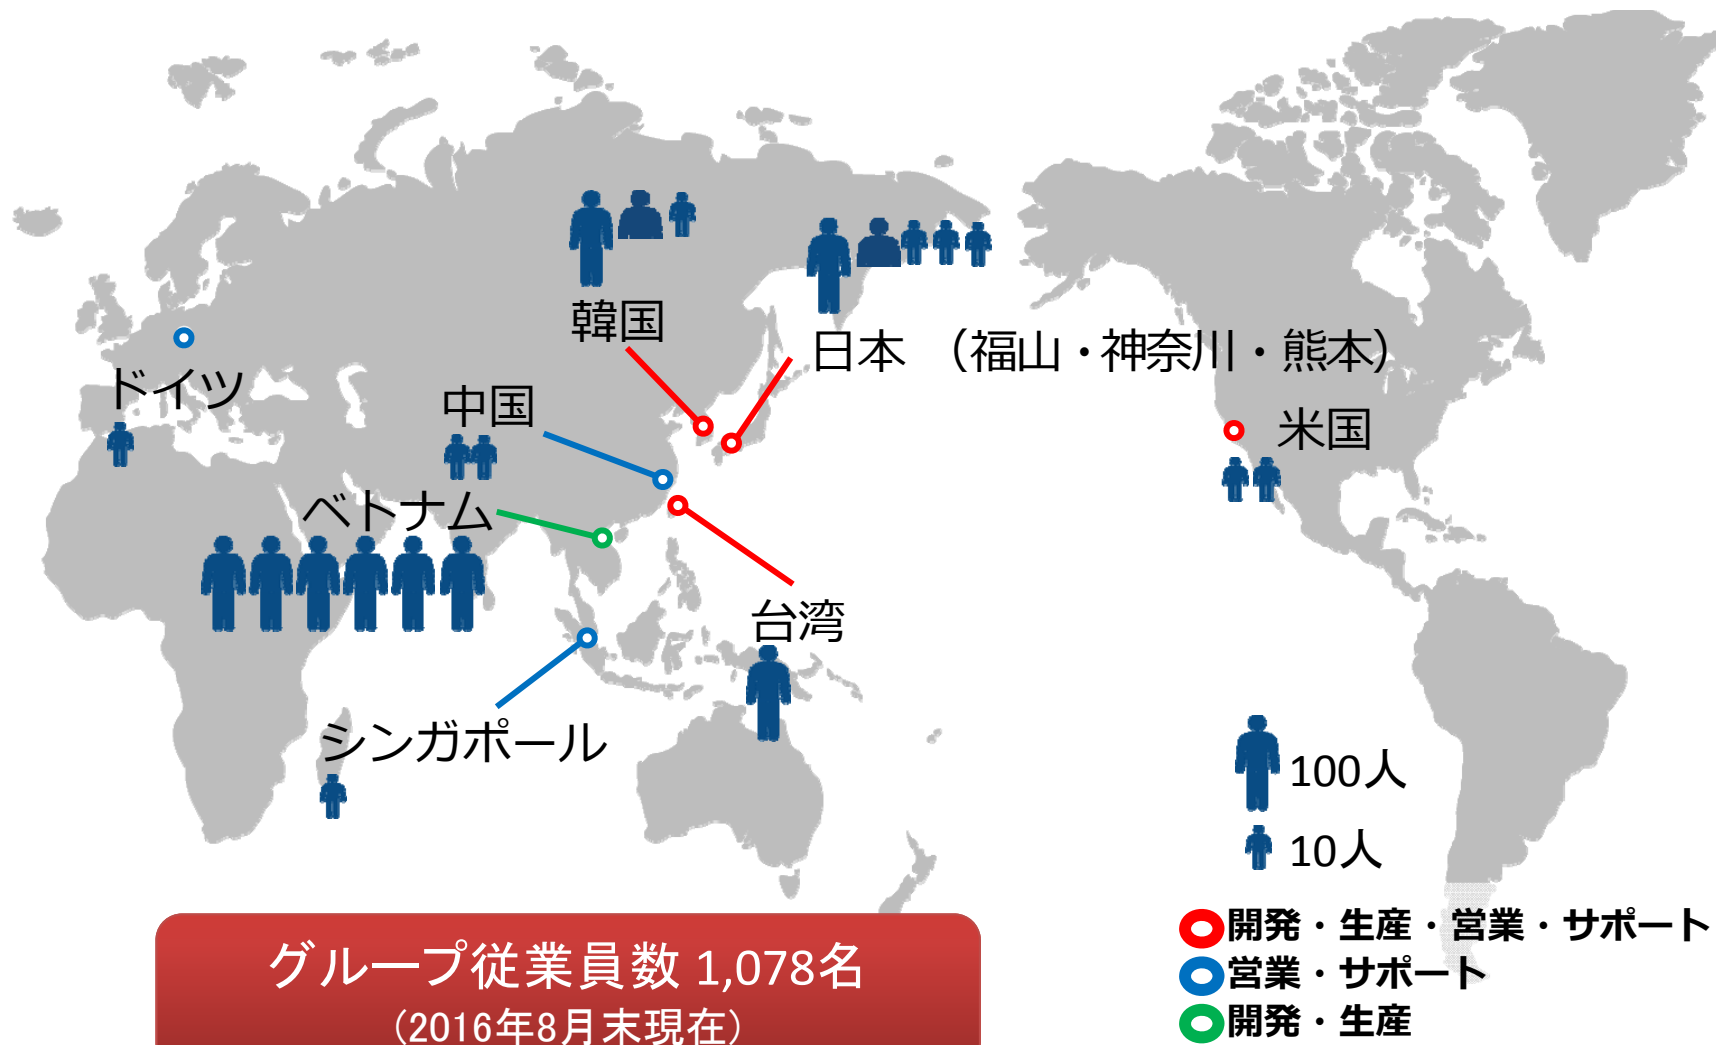 韓国
日本 （福山・神奈川・熊本）
ドイツ
中国
米国
ベトナム
台湾
シンガポール
100人
10人
開発・生産・営業・サポート
営業・サポート
開発・生産
グループ従業員数 1,078名
（2016年8月末現在）